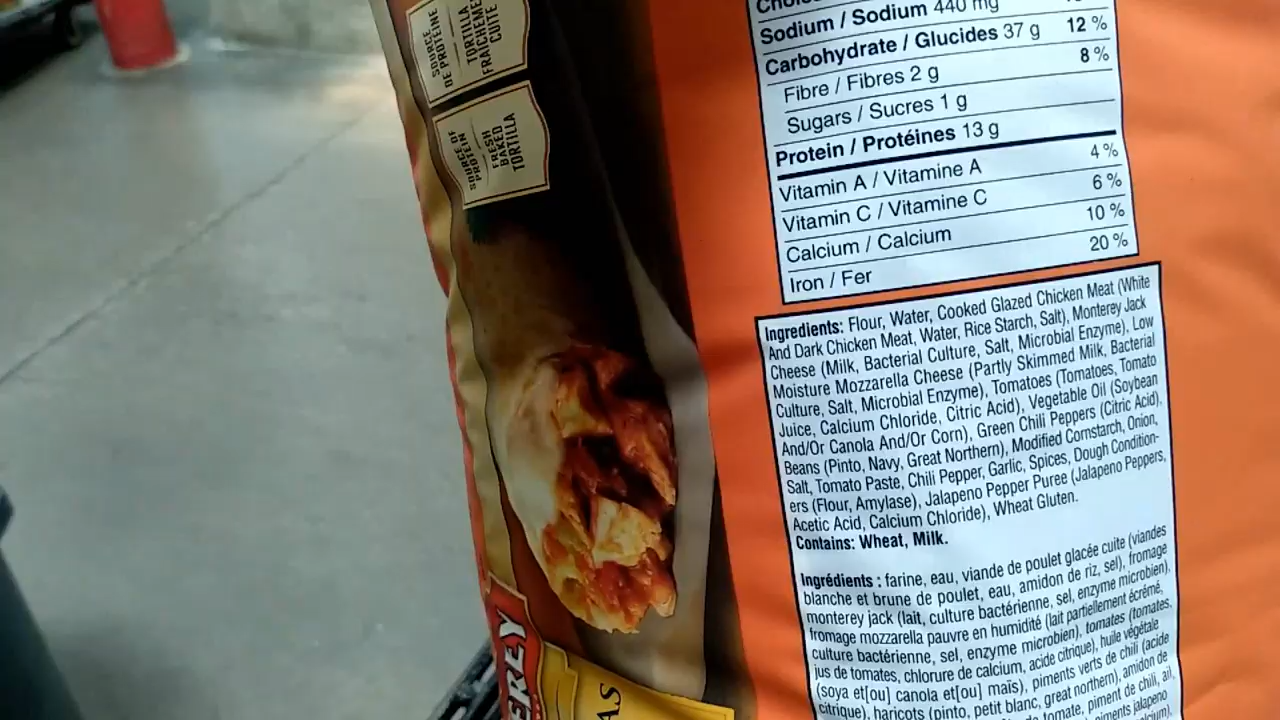 SOURCE
DE PROTÉINE
TORTILLA
FRAÎCHEMENT
CUITE
SOURCE OF
PROTEIN
FRESH
BAKED
TORTILLA
EREY
AS
Sodium / Sodium 440 mg
Carbohydrate / Glucides 37 g 12 %
Fibre / Fibres 2 g 8 %
Sugars / Sucres 1 g
Protein / Protéines 13 g
Vitamin A / Vitamine A 4 %
Vitamin C / Vitamine C 6 %
Calcium / Calcium 10 %
Iron / Fer 20 %
Ingredients: Flour, Water, Cooked Glazed Chicken Meat (White
And Dark Chicken Meat, Water, Rice Starch, Salt), Monterey Jack
Cheese (Milk, Bacterial Culture, Salt, Microbial Enzyme), Low
Moisture Mozzarella Cheese (Partly Skimmed Milk, Bacterial
Culture, Salt, Microbial Enzyme), Tomatoes (Tomatoes, Tomato
Juice, Calcium Chloride, Citric Acid), Vegetable Oil (Soybean
And/Or Canola And/Or Corn), Green Chili Peppers (Citric Acid),
Beans (Pinto, Navy, Great Northern), Modified Cornstarch, Onion,
Salt, Tomato Paste, Chili Pepper, Garlic, Spices, Dough Condition-
ers (Flour, Amylase), Jalapeno Pepper Puree (Jalapeno Peppers,
Acetic Acid, Calcium Chloride), Wheat Gluten.
Contains: Wheat, Milk.
Ingrédients : farine, eau, viande de poulet glacée cuite (viandes
blanche et brune de poulet, eau, amidon de riz, sel), fromage
monterey jack (lait, culture bactérienne, sel, enzyme microbien),
fromage mozzarella pauvre en humidité (lait partiellement écrémé,
culture bactérienne, sel, enzyme microbien), tomates (tomates,
jus de tomates, chlorure de calcium, acide citrique), huile végétale
(soya et[ou] canola et[ou] maïs), piments verts de chili (acide
citrique), haricots (pinto, petit blanc, great northern), amidon de
tomate, piment de chili, ail,
jalapeno